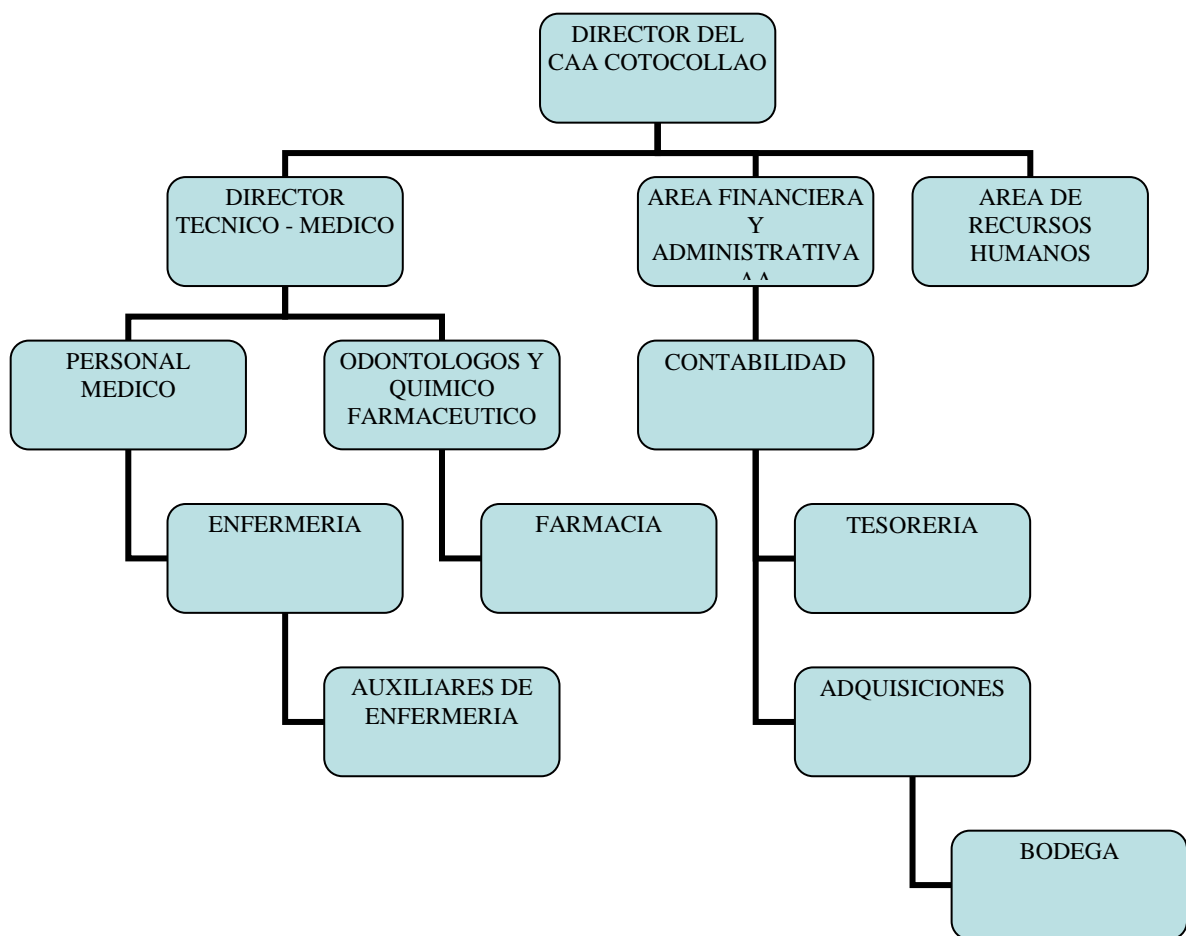 DIRECTOR DEL
CAA COTOCOLLAO
DIRECTOR
TECNICO - MEDICO
AREA FINANCIERA
Y
ADMINISTRATIVA
AREA DE
RECURSOS
HUMANOS
PERSONAL
MEDICO
ODONTOLOGOS Y
QUIMICO
FARMACEUTICO
CONTABILIDAD
ENFERMERIA
FARMACIA
TESORERIA
AUXILIARES DE
ENFERMERIA
ADQUISICIONES
BODEGA